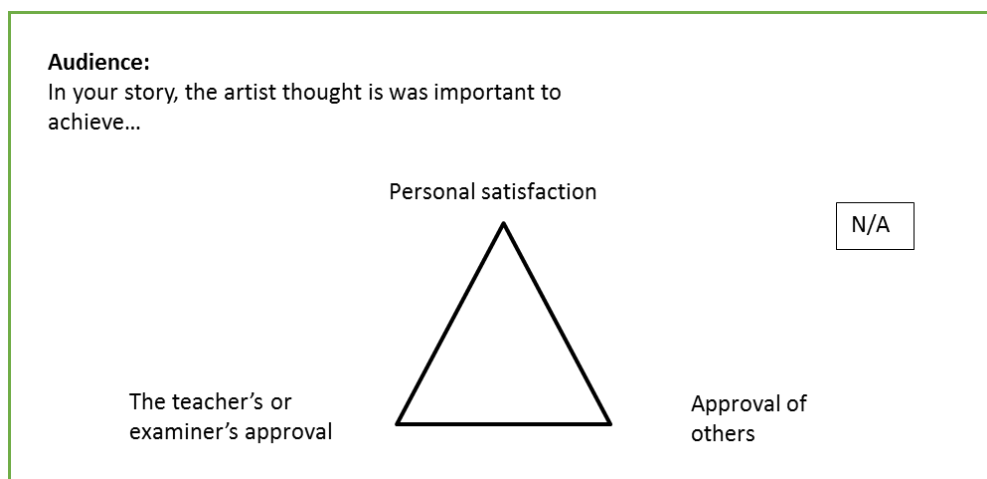 Audience:
In your story, the artist thought is was important to
achieve...
Personal satisfaction
N/A
The teacher’s or
examiner’s approval
Approval of
others